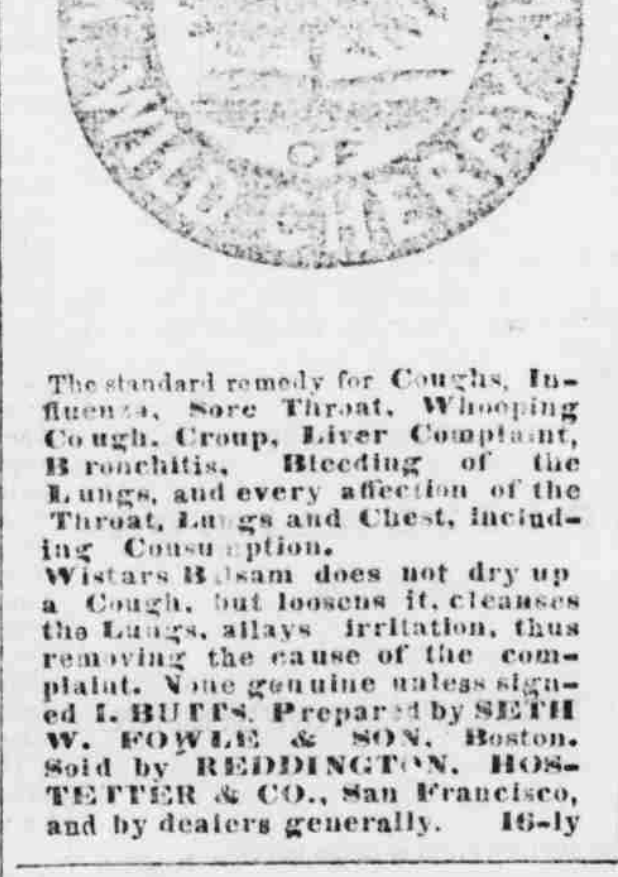 OF
WILD CHERRY
The standard remedy for Coughs, In-
fluenza, Sore Throat, Whooping
Cough, Croup, Liver Complaint,
Bronchitis, Bleeding of the
Lungs, and every affection of the
Throat, Lungs and Chest, includ-
ing Consumption.
Wistars Balsam does not dry up
a Cough, but loosens it, cleanses
the Lungs, allays irritation, thus
removing the cause of the com-
plaint. None genuine unless sign-
ed I. BUTTS. Prepared by SETH
W. FOWLE & SON, Boston.
Sold by REDDINGTON, HOS-
TETTER & CO., San Francisco,
and by dealers generally. 16-ly